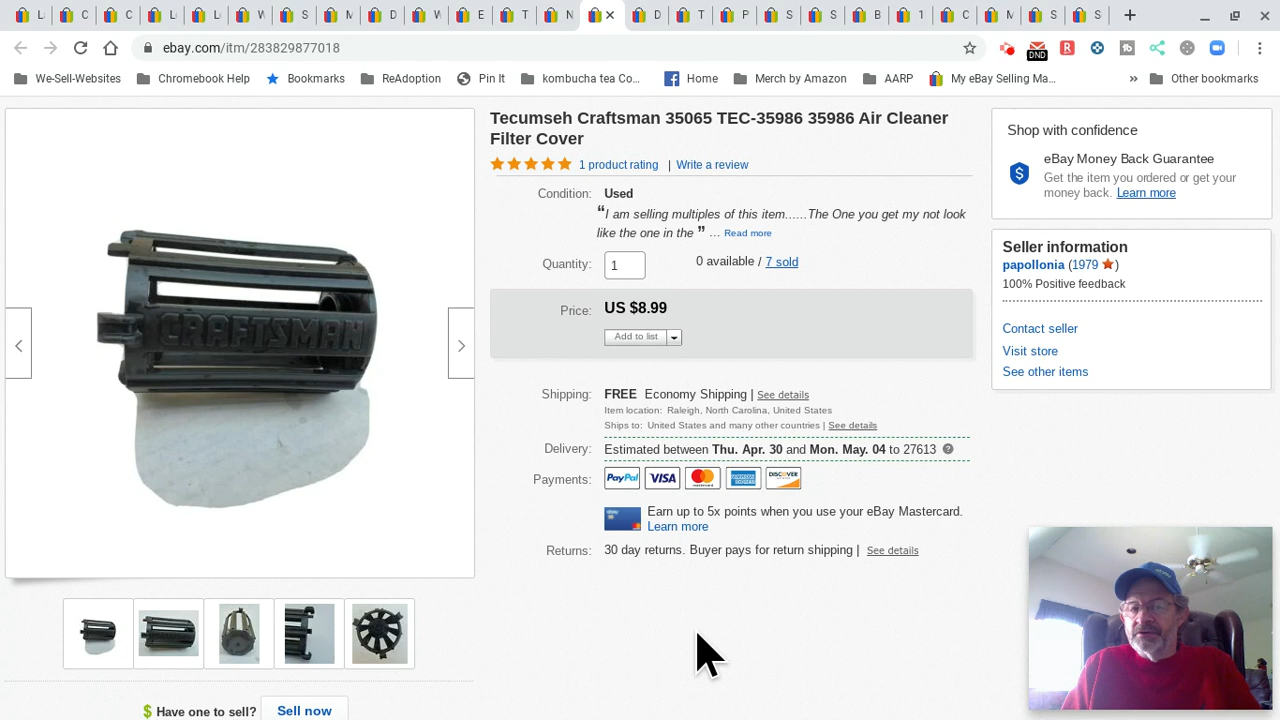 L
C
C
L
L
W
S
M
D
W
E
T
N
D
T
P
S
S
B
1
C
M
S
S
ebay.com/itm/283829877018
DND
We-Sell-Websites
Chromebook Help
Bookmarks
ReAdoption
Pin It
kombucha tea Co...
Home
Merch by Amazon
AARP
My eBay Selling Ma...
»
Other bookmarks
Tecumseh Craftsman 35065 TEC-35986 35986 Air Cleaner
Filter Cover
1 product rating | Write a review
Condition: Used
“I am selling multiples of this item......The One you get my not look
like the one in the ” ... Read more
Quantity: 1 0 available / 7 sold
Price: US $8.99
Add to list
Shipping: FREE Economy Shipping | See details
Item location: Raleigh, North Carolina, United States
Ships to: United States and many other countries | See details
Delivery: Estimated between Thu. Apr. 30 and Mon. May. 04 to 27613
Payments: PayPal VISA MasterCard AMERICAN EXPRESS DISCOVER
Earn up to 5x points when you use your eBay Mastercard.
Learn more
Returns: 30 day returns. Buyer pays for return shipping | See details
CRAFTSMAN
$ Have one to sell? Sell now
Shop with confidence
eBay Money Back Guarantee
Get the item you ordered or get your
money back. Learn more
Seller information
papollonia (1979 )
100% Positive feedback
Contact seller
Visit store
See other items